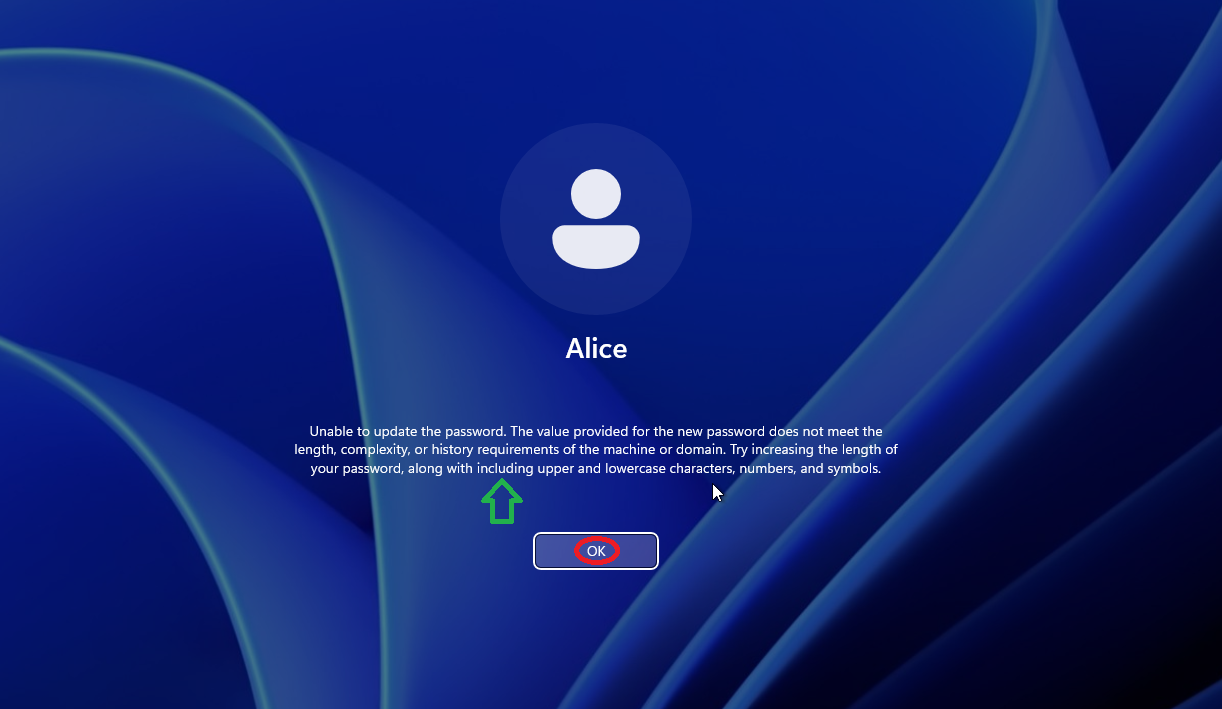 Alice
Unable to update the password. The value provided for the new password does not meet the
length, complexity, or history requirements of the machine or domain. Try increasing the length of
your password, along with including upper and lowercase characters, numbers, and symbols.
OK